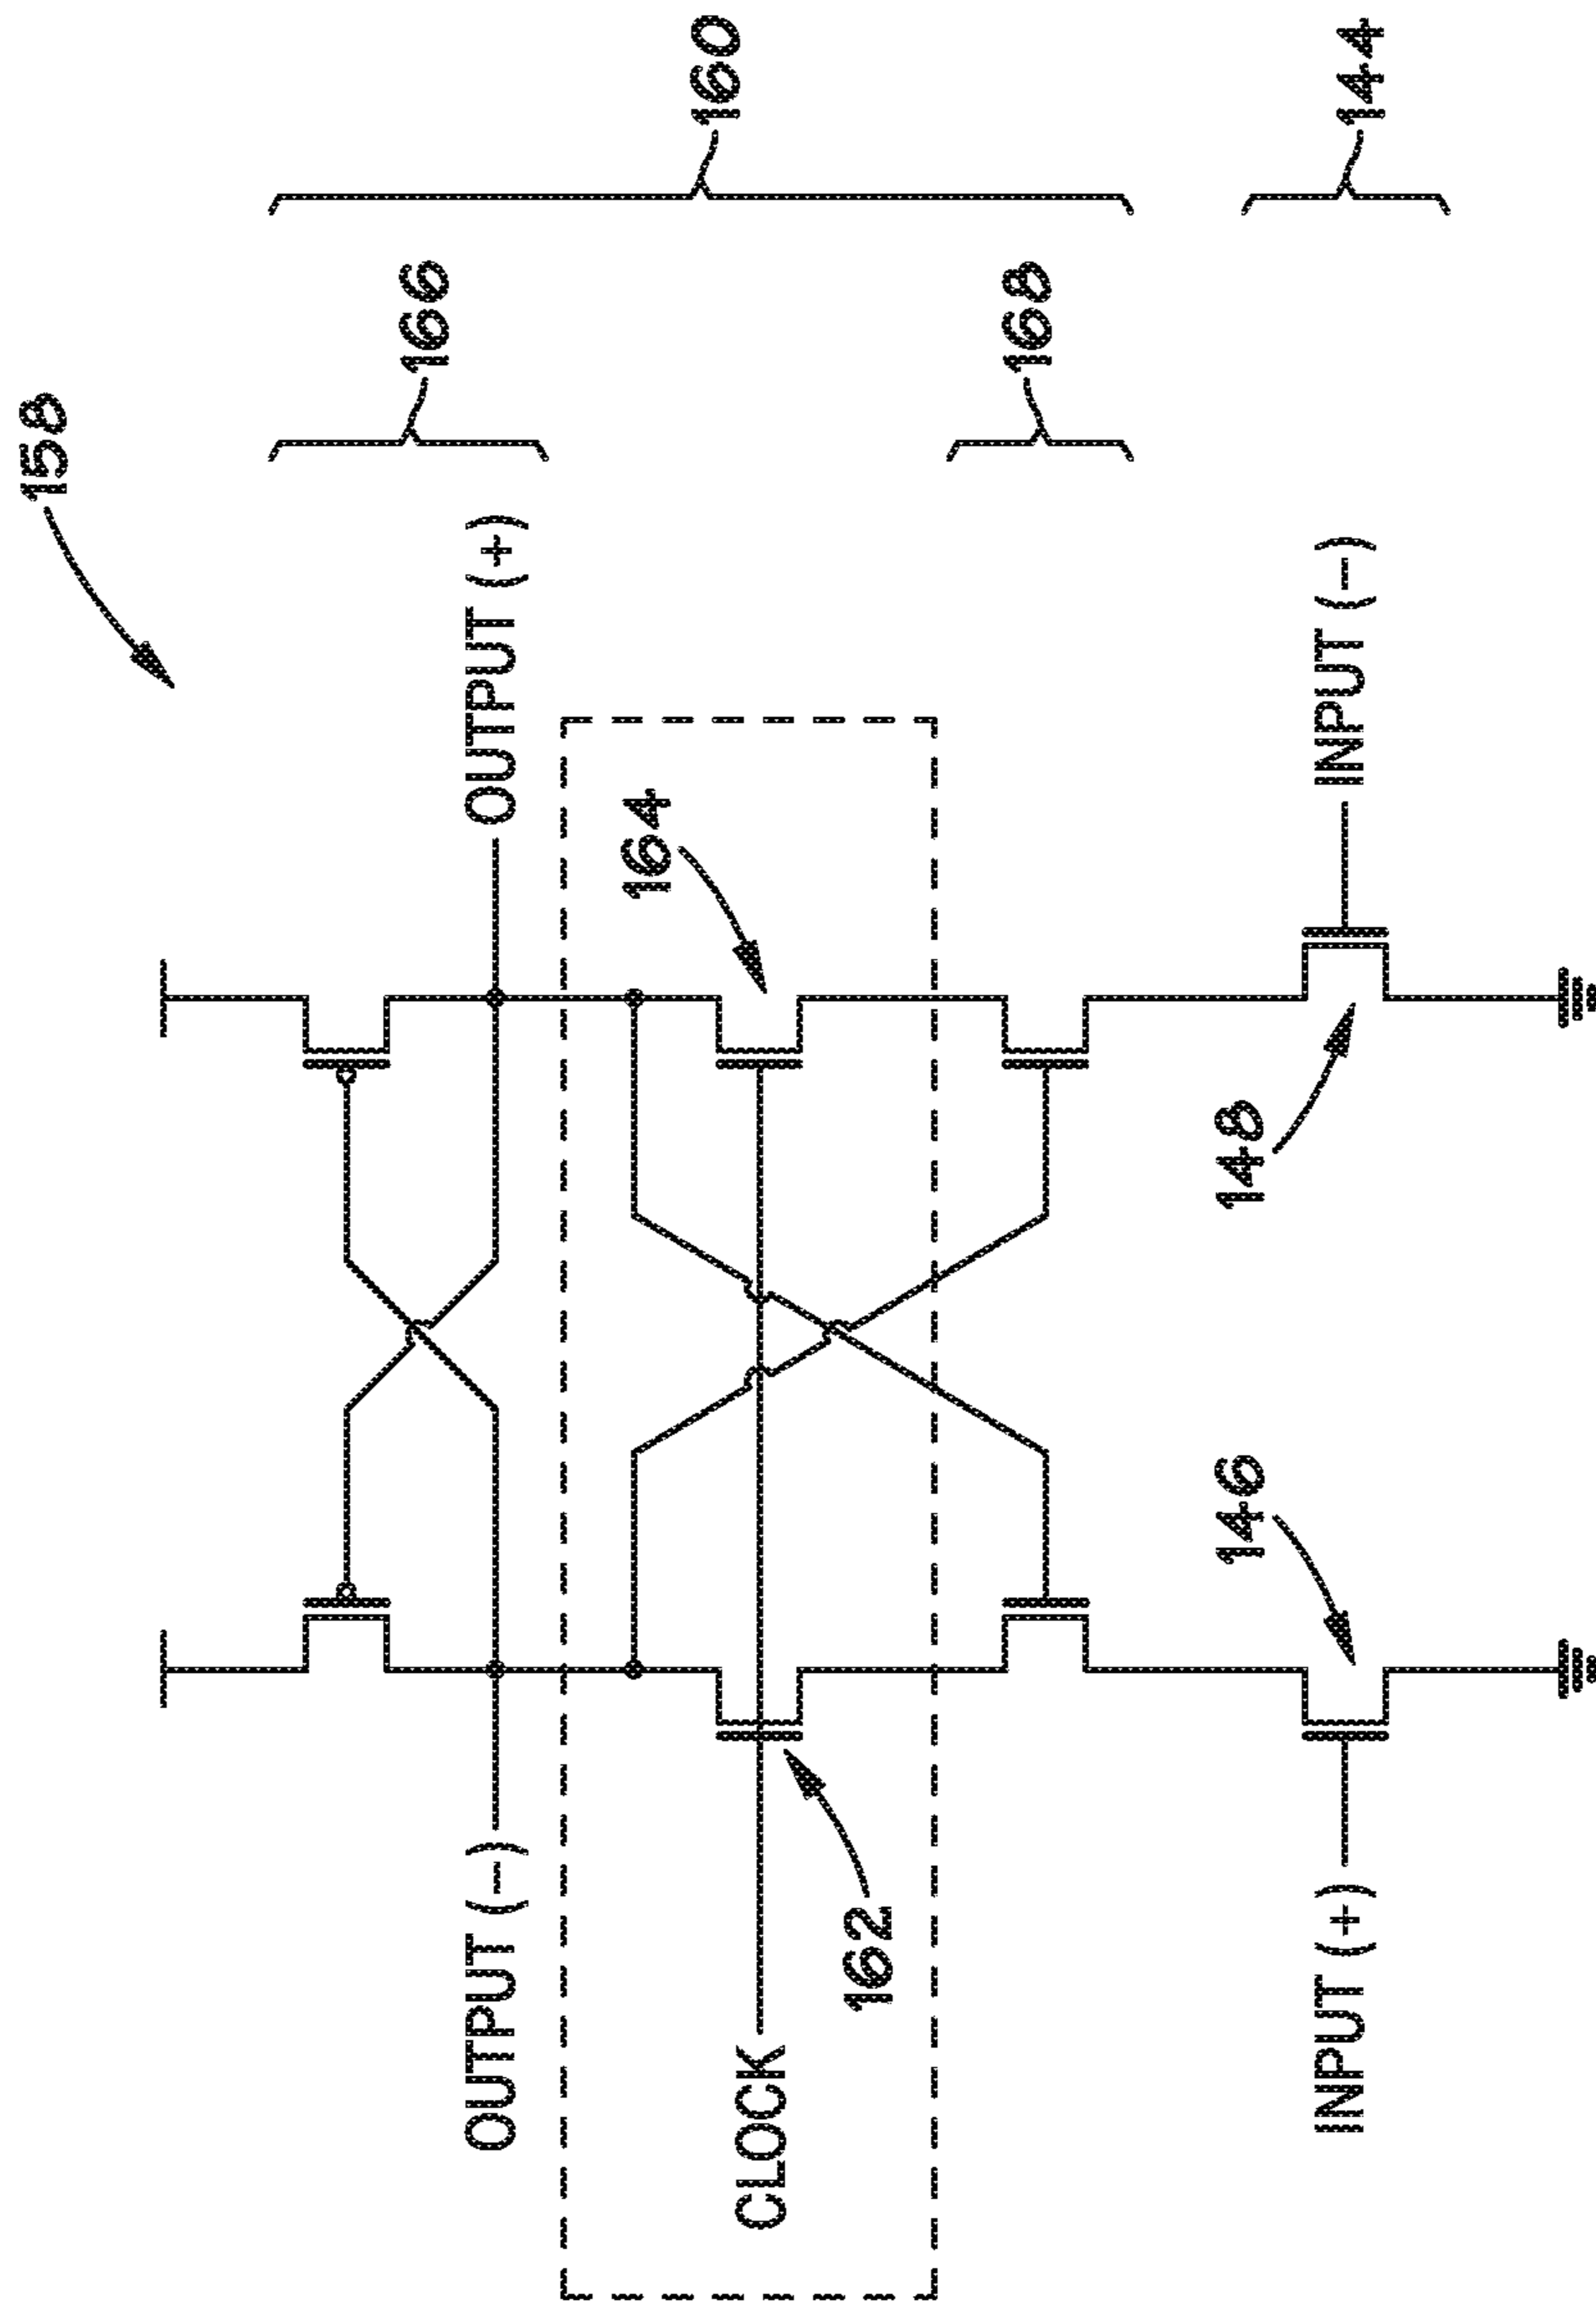 158
160
166
168
144
OUTPUT (-)
OUTPUT (+)
164
CLOCK
162
146
148
INPUT (+)
INPUT (-)